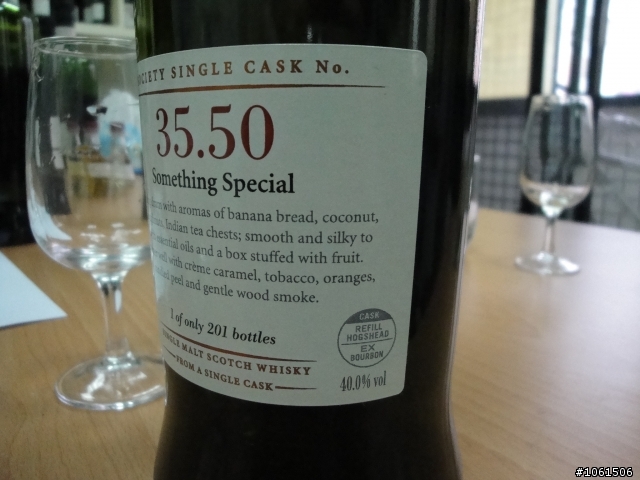 SINGLE CASK No.
35.50
Something Special
with aromas of banana bread, coconut,
Indian tea chests; smooth and silky to
oils and a box stuffed with fruit.
with crème caramel, tobacco, oranges,
peel and gentle wood smoke.
1 of only 201 bottles
MALT SCOTCH WHISKY
FROM A SINGLE CASK
CASK
REFILL
HOGSHEAD
EX
BOURBON
40.0% vol
#1061506